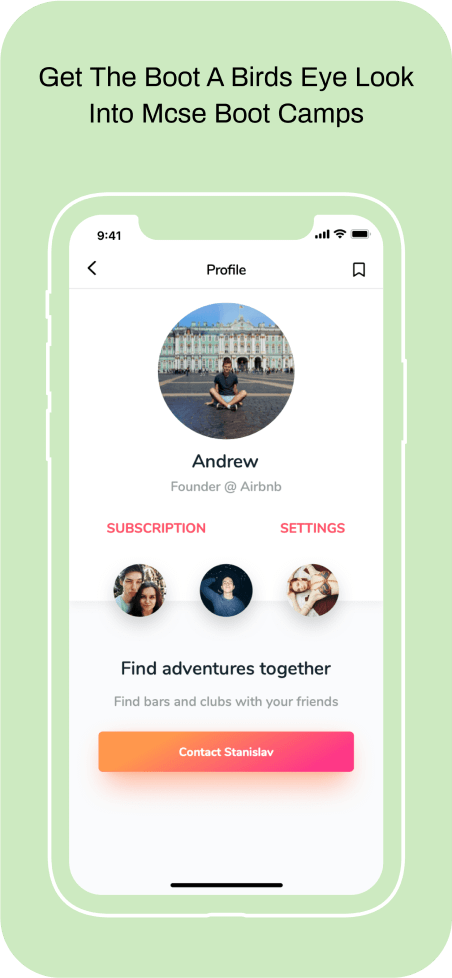 Get The Boot A Birds Eye Look
Into Mcse Boot Camps
9:41
Profile
Andrew
Founder @ Airbnb
SUBSCRIPTION SETTINGS
Find adventures together
Find bars and clubs with your friends
Contact Stanislav